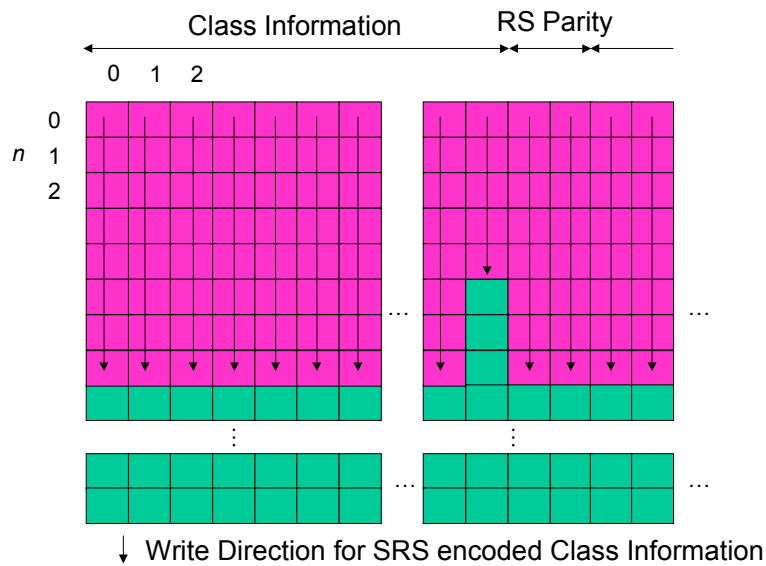 Class Information RS Parity
0 1 2
0
n 1
2
... ...
⋮ ⋮
... ...
Write Direction for SRS encoded Class Information